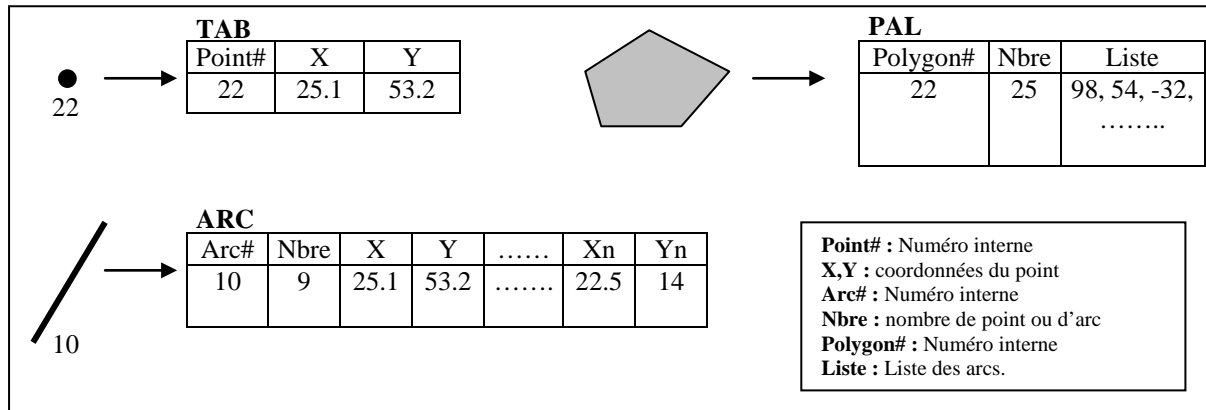 TAB
Point# X Y
22 25.1 53.2
22
PAL
Polygon# Nbre Liste
22 25 98, 54, -32,
……..
ARC
Arc# Nbre X Y …… Xn Yn
10 9 25.1 53.2 ……. 22.5 14
10
Point# : Numéro interne
X,Y : coordonnées du point
Arc# : Numéro interne
Nbre : nombre de point ou d'arc
Polygon# : Numéro interne
Liste : Liste des arcs.